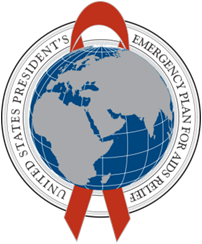 UNITED STATES PRESIDENT'S
EMERGENCY PLAN FOR AIDS RELIEF